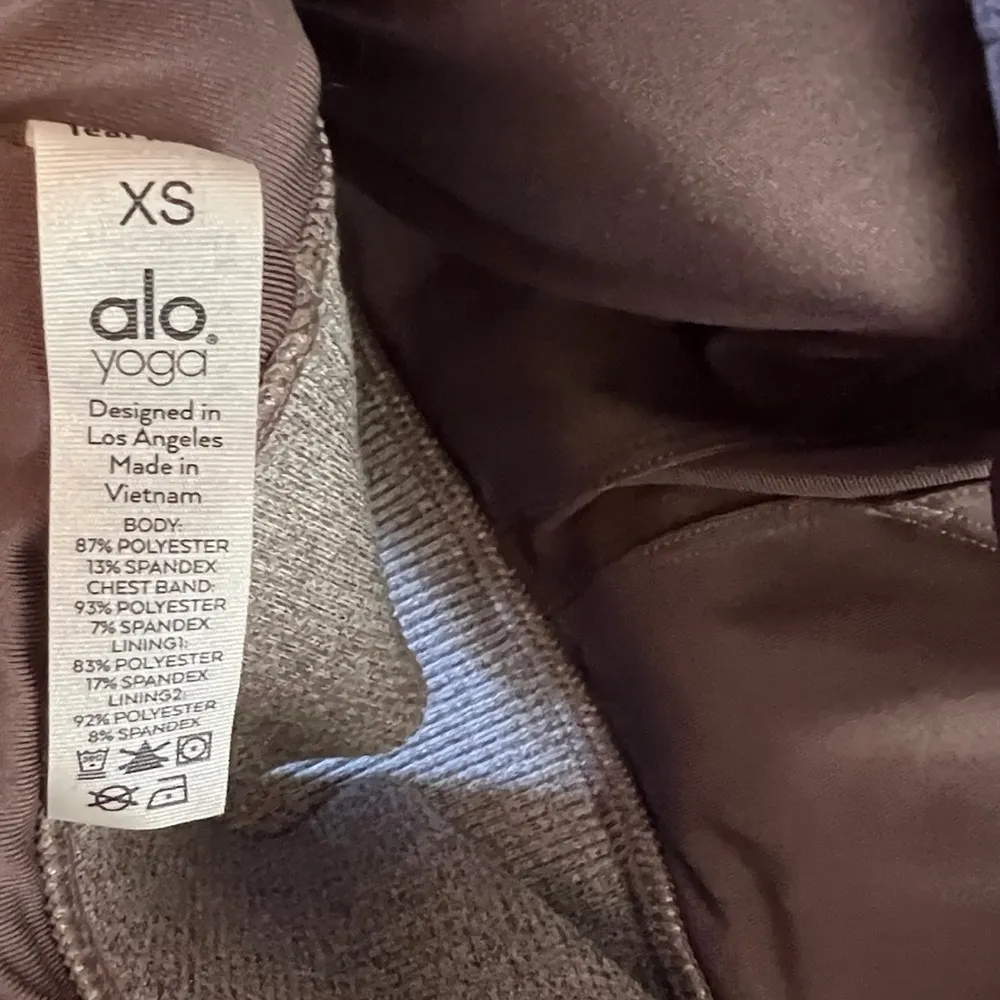 XS
alo®
yoga
Designed in
Los Angeles
Made in
Vietnam
BODY:
87% POLYESTER
13% SPANDEX
CHEST BAND:
93% POLYESTER
7% SPANDEX
LINING1:
83% POLYESTER
17% SPANDEX
LINING2:
92% POLYESTER
8% SPANDEX